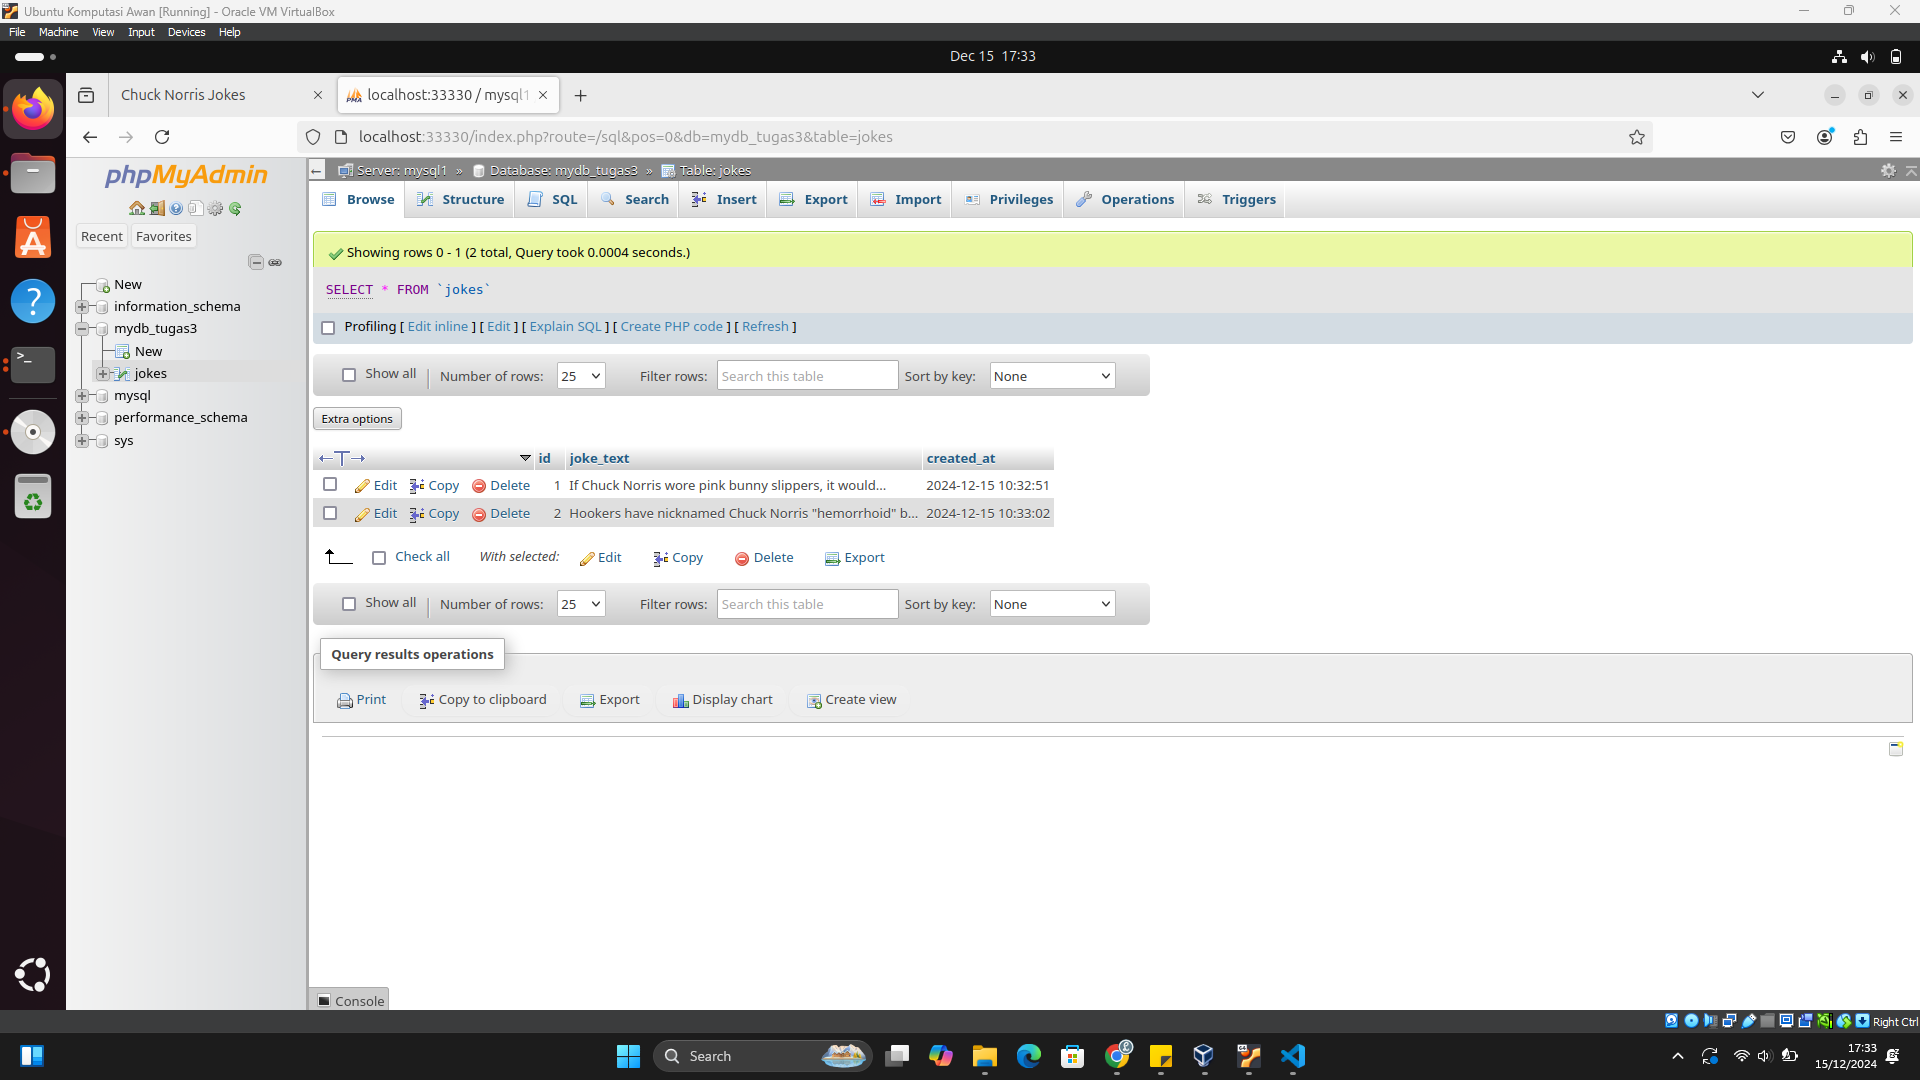 Ubuntu Komputasi Awan [Running] - Oracle VM VirtualBox
File Machine View Input Devices Help
Dec 15 17:33
Chuck Norris Jokes
localhost:33330 / mysql1
localhost:33330/index.php?route=/sql&pos=0&db=mydb_tugas3&table=jokes
phpMyAdmin
Recent Favorites
New
information_schema
mydb_tugas3
New
jokes
mysql
performance_schema
sys
Server: mysql1 » Database: mydb_tugas3 » Table: jokes
Browse Structure SQL Search Insert Export Import Privileges Operations Triggers
Showing rows 0 - 1 (2 total, Query took 0.0004 seconds.)
SELECT * FROM `jokes`
Profiling [ Edit inline ] [ Edit ] [ Explain SQL ] [ Create PHP code ] [ Refresh ]
Show all Number of rows: 25 Filter rows: Search this table Sort by key: None
Extra options
id joke_text created_at
Edit Copy Delete 1 If Chuck Norris wore pink bunny slippers, it would... 2024-12-15 10:32:51
Edit Copy Delete 2 Hookers have nicknamed Chuck Norris "hemorrhoid" b... 2024-12-15 10:33:02
Check all With selected: Edit Copy Delete Export
Show all Number of rows: 25 Filter rows: Search this table Sort by key: None
Query results operations
Print Copy to clipboard Export Display chart Create view
Console
Right Ctrl
Search
17:33
15/12/2024